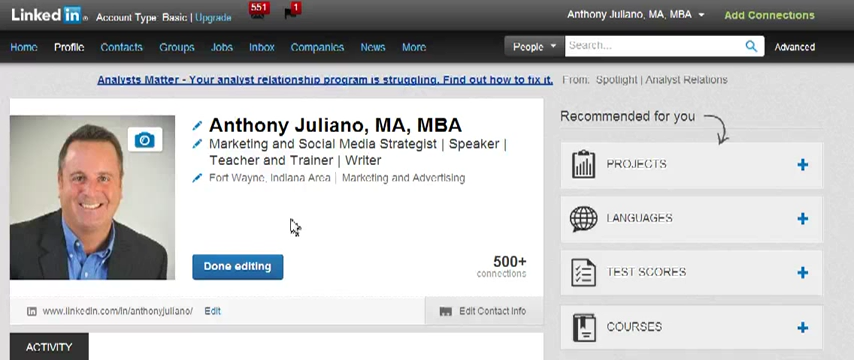 Linked in Account Type: Basic | Upgrade 551 1 Anthony Juliano, MA, MBA Add Connections
Home Profile Contacts Groups Jobs Inbox Companies News More People Search... Advanced
Analysts Matter - Your analyst relationship program is struggling. Find out how to fix it. From: Spotlight | Analyst Relations
Anthony Juliano, MA, MBA
Marketing and Social Media Strategist | Speaker |
Teacher and Trainer | Writer
Fort Wayne, Indiana Area | Marketing and Advertising
Done editing
500+
connections
www.linkedin.com/in/anthonyjuliano/ Edit
Edit Contact Info
ACTIVITY
Recommended for you
PROJECTS
LANGUAGES
TEST SCORES
COURSES